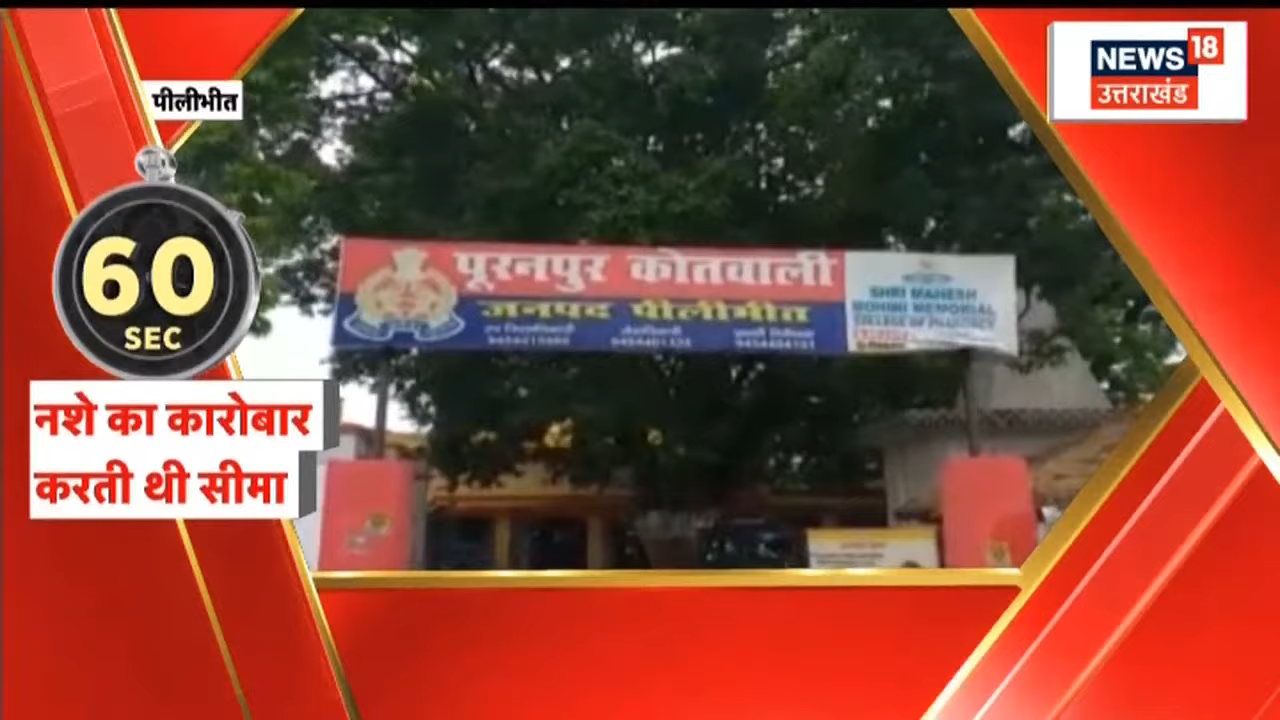 पीलीभीत
NEWS 18
उत्तराखंड
60
SEC
नशे का कारोबार
करती थी सीमा
पूरनपुर कोतवाली
जनपद पीलीभीत
SHRI MAHESH
MOHINI MEMORIAL
COLLEGE OF PHARMACY